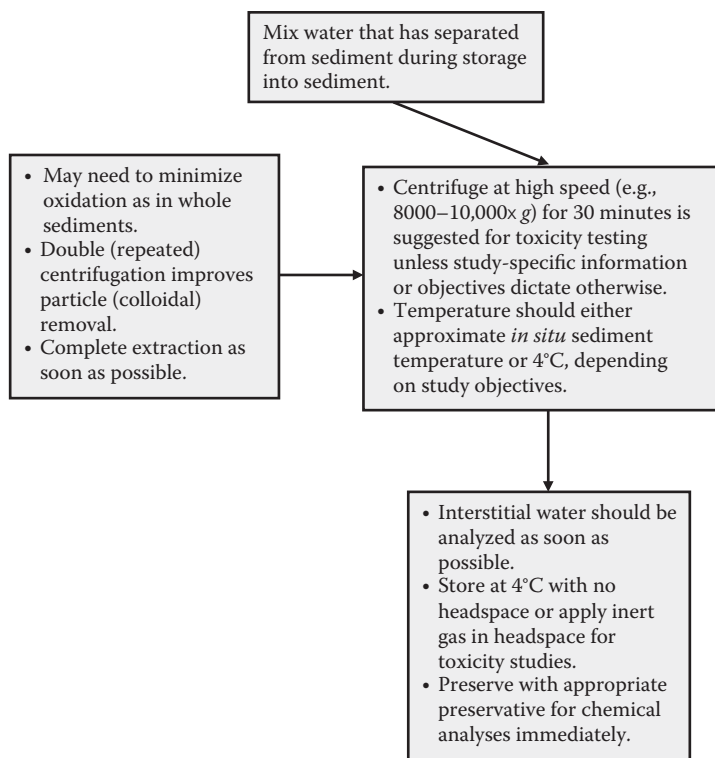 Mix water that has separated
from sediment during storage
into sediment.
• May need to minimize
oxidation as in whole
sediments.
• Double (repeated)
centrifugation improves
particle (colloidal)
removal.
• Complete extraction as
soon as possible.
• Centrifuge at high speed (e.g.,
8000–10,000× g) for 30 minutes is
suggested for toxicity testing
unless study-specific information
or objectives dictate otherwise.
• Temperature should either
approximate in situ sediment
temperature or 4°C, depending
on study objectives.
• Interstitial water should be
analyzed as soon as
possible.
• Store at 4°C with no
headspace or apply inert
gas in headspace for
toxicity studies.
• Preserve with appropriate
preservative for chemical
analyses immediately.